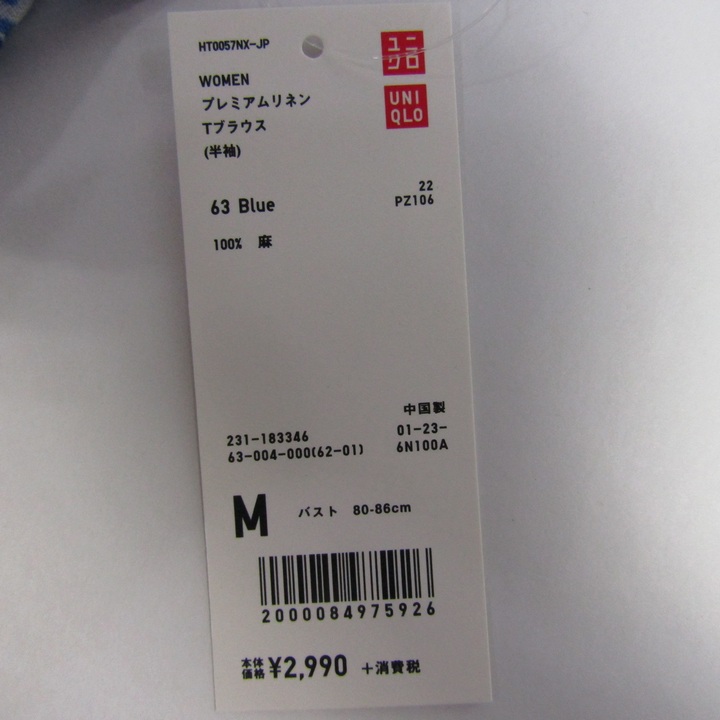 HT0057NX-JP
ユニ
クロ
UNI
QLO
WOMEN
プレミアムリネン
Tブラウス
(半袖)
63 Blue
22
PZ106
100% 麻
中国製
231-183346
01-23-
63-004-000(62-01)
6N100A
M バスト 80-86cm
2000084975926
本体
価格 ¥2,990 +消費税